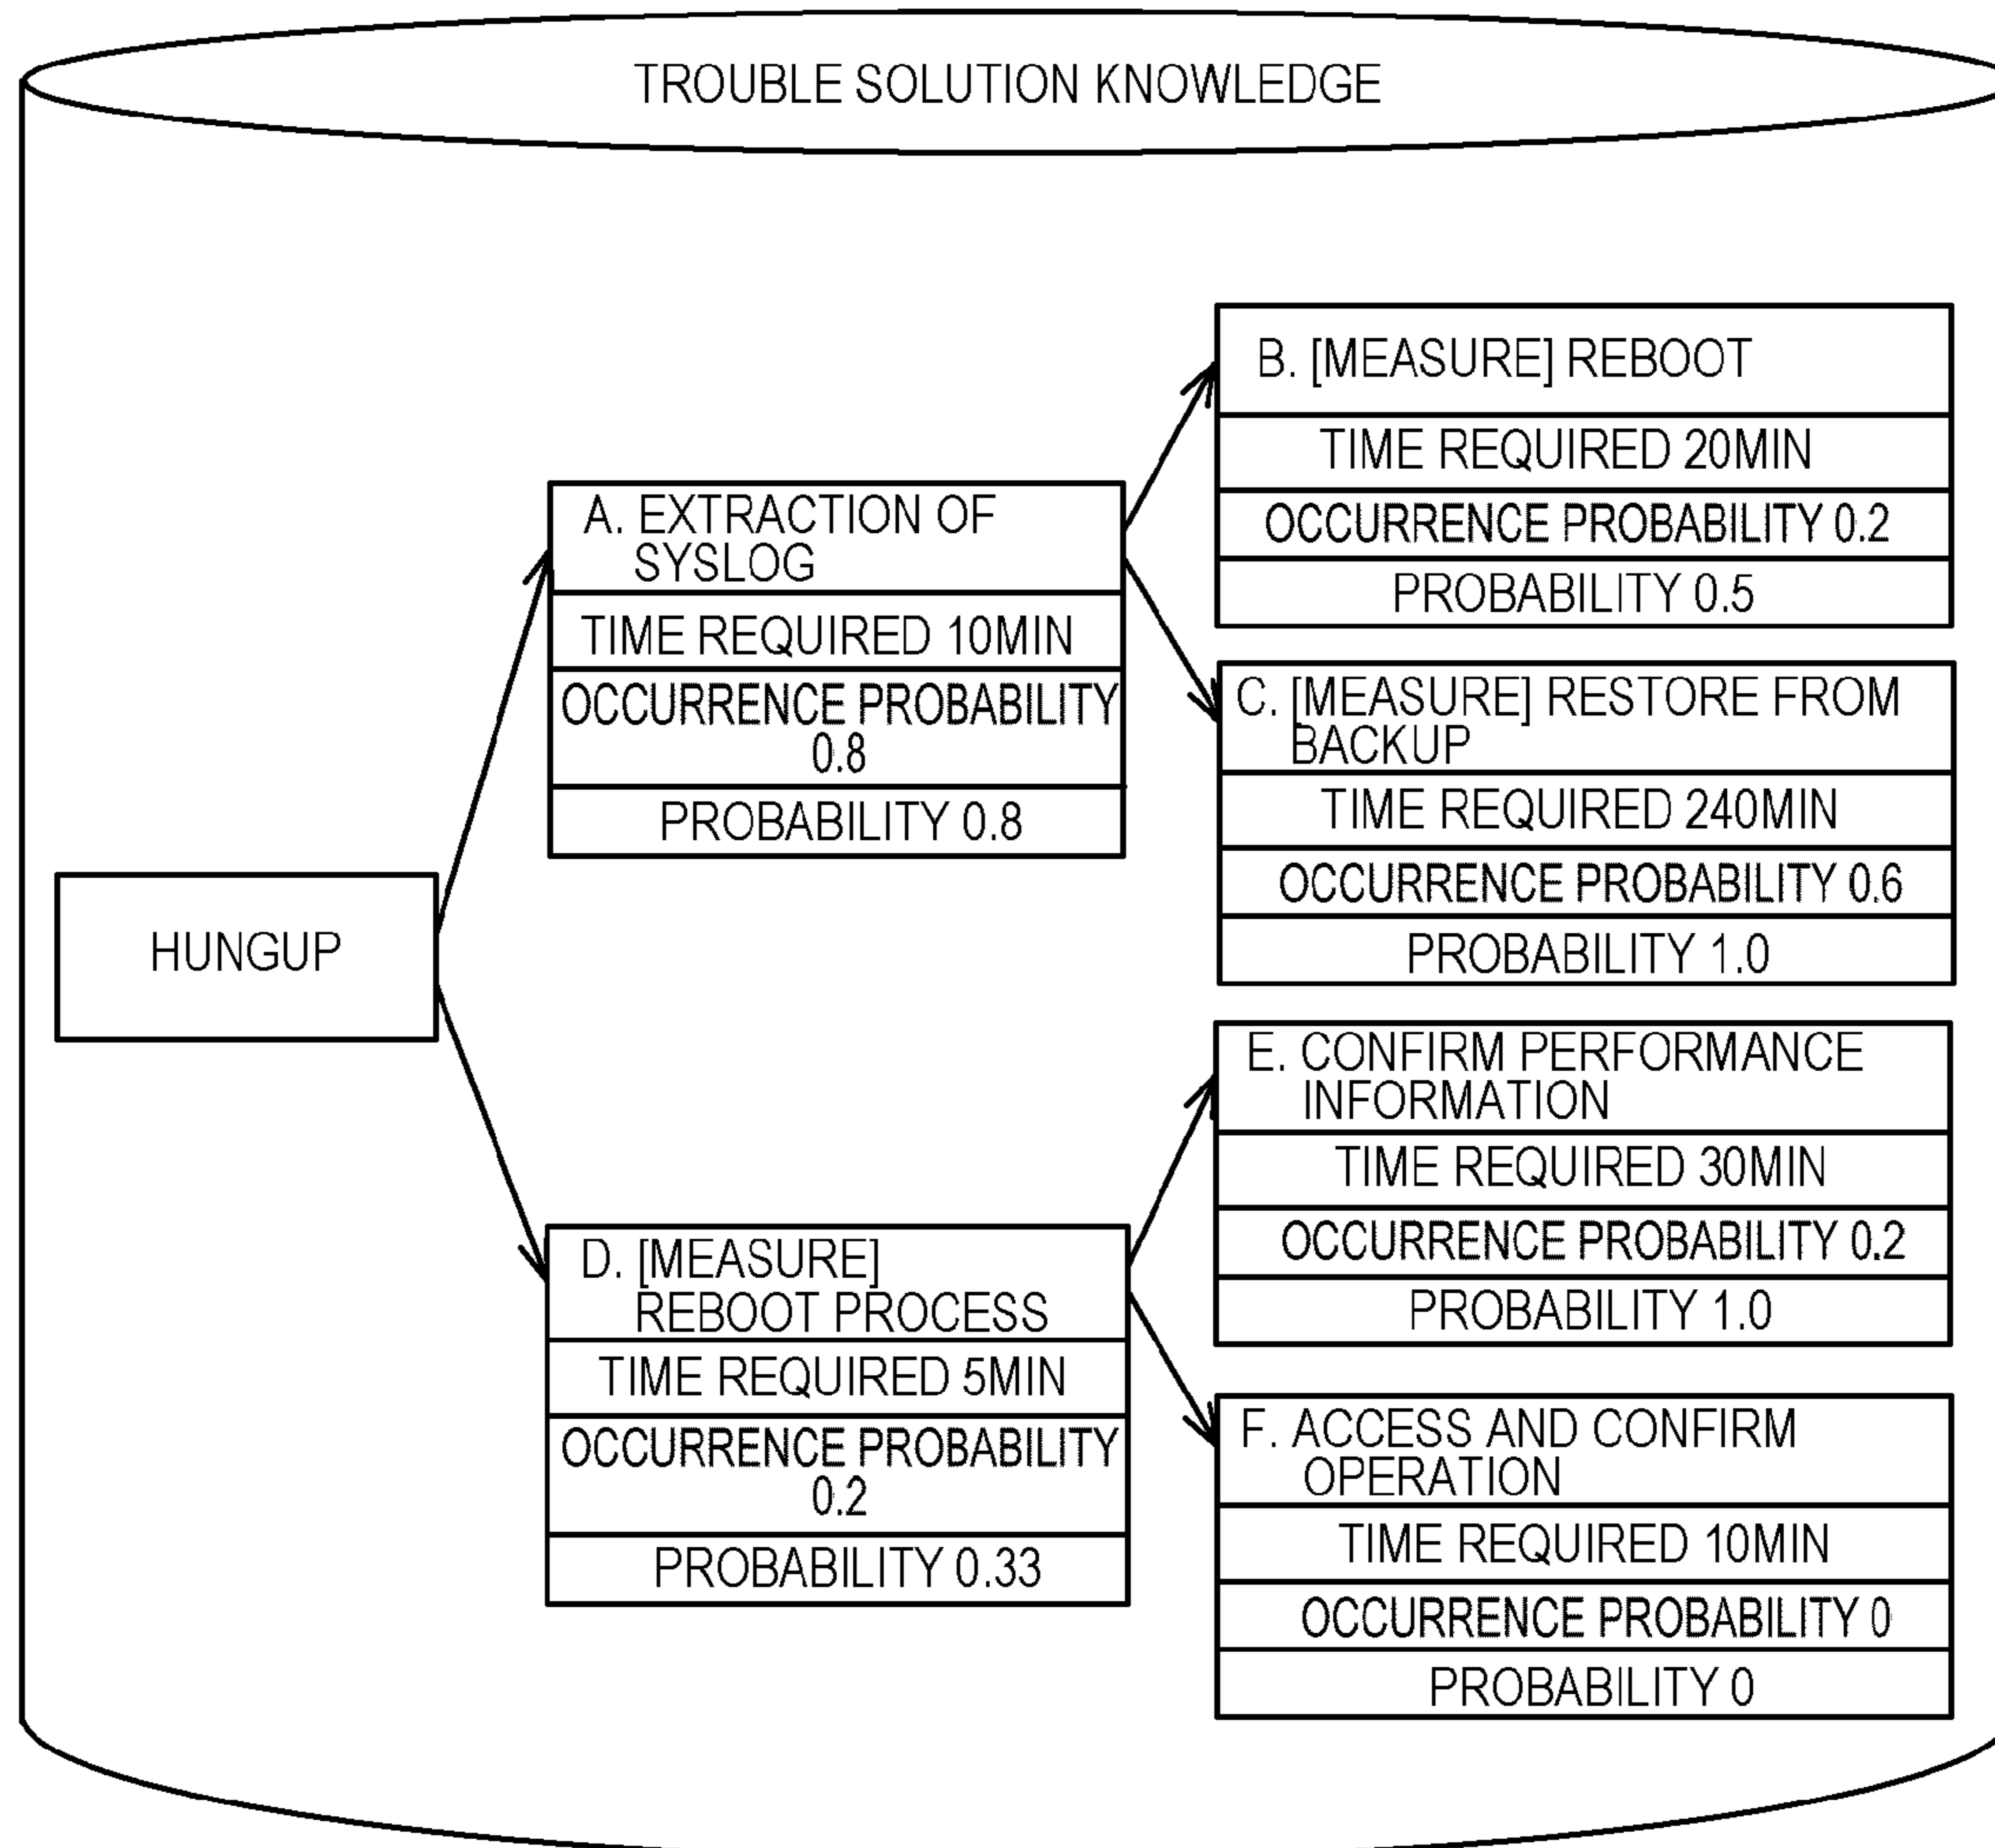 TROUBLE SOLUTION KNOWLEDGE
HUNGUP
A. EXTRACTION OF
SYSLOG
TIME REQUIRED 10MIN
OCCURRENCE PROBABILITY
0.8
PROBABILITY 0.8
B. [MEASURE] REBOOT
TIME REQUIRED 20MIN
OCCURRENCE PROBABILITY 0.2
PROBABILITY 0.5
C. [MEASURE] RESTORE FROM
BACKUP
TIME REQUIRED 240MIN
OCCURRENCE PROBABILITY 0.6
PROBABILITY 1.0
D. [MEASURE]
REBOOT PROCESS
TIME REQUIRED 5MIN
OCCURRENCE PROBABILITY
0.2
PROBABILITY 0.33
E. CONFIRM PERFORMANCE
INFORMATION
TIME REQUIRED 30MIN
OCCURRENCE PROBABILITY 0.2
PROBABILITY 1.0
F. ACCESS AND CONFIRM
OPERATION
TIME REQUIRED 10MIN
OCCURRENCE PROBABILITY 0
PROBABILITY 0